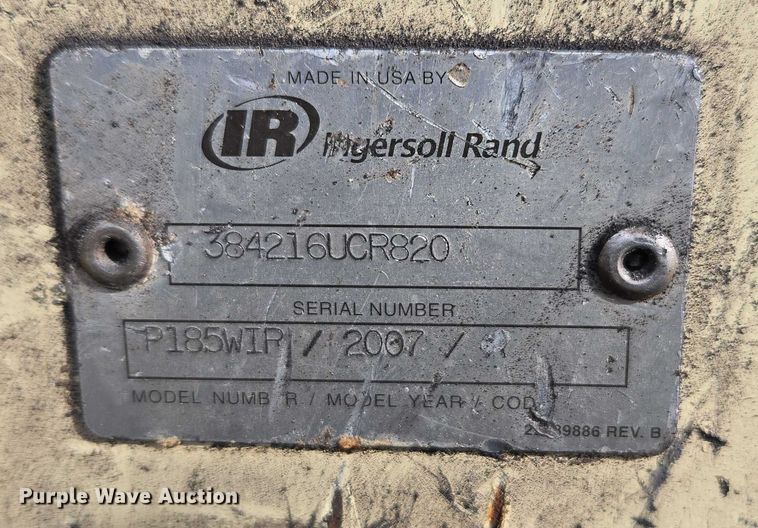 MADE IN USA BY
IR Ingersoll Rand
384216UCR820
SERIAL NUMBER
P185WIR / 2007 /
MODEL NUMB R / MODEL YEAR / COD
REV. B
Purple Wave Auction